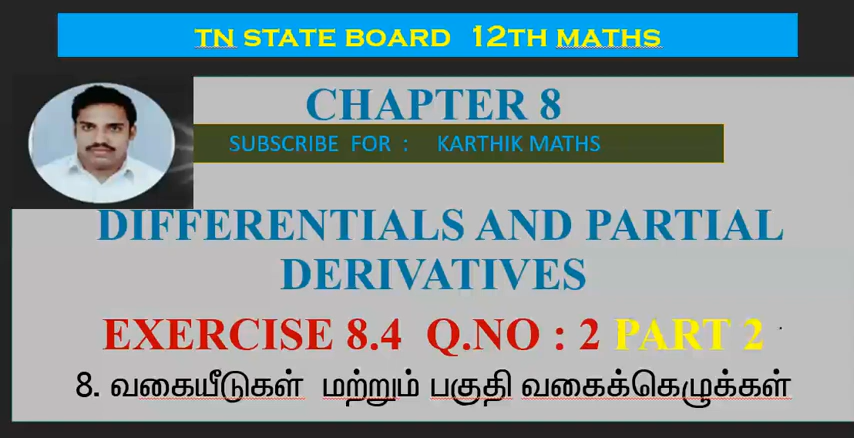 TN STATE BOARD 12TH MATHS
CHAPTER 8
SUBSCRIBE FOR : KARTHIK MATHS
DIFFERENTIALS AND PARTIAL
DERIVATIVES
EXERCISE 8.4 Q.NO : 2 PART 2
8. வகையீடுகள் மற்றும் பகுதி வகைக்கெழுக்கள்